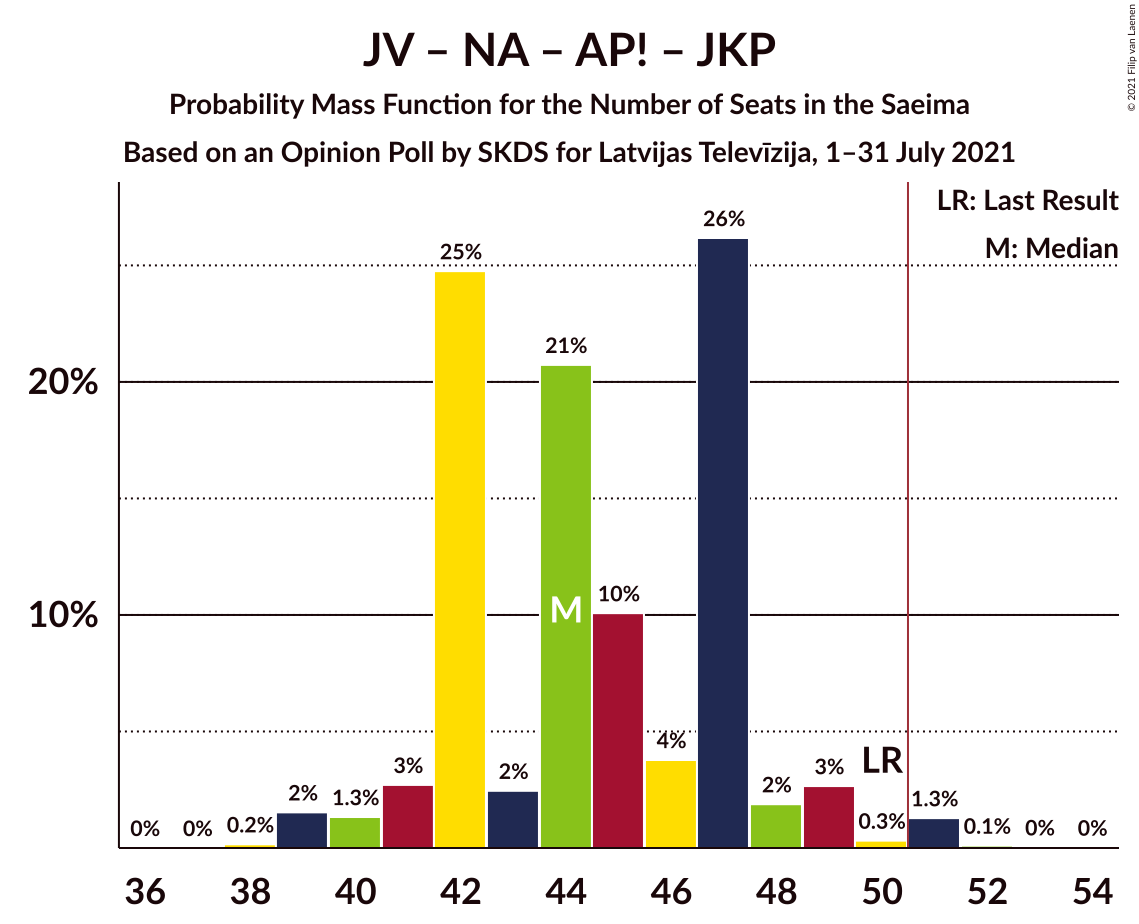 JV – NA – AP! – JKP
Probability Mass Function for the Number of Seats in the Saeima
Based on an Opinion Poll by SKDS for Latvijas Televīzija, 1–31 July 2021
© 2021 Filip van Laenen
LR: Last Result
M: Median
20%
10%
0%
0%
0.2%
2%
1.3%
3%
25%
2%
21%
10%
4%
26%
2%
3%
0.3%
1.3%
0.1%
0%
0%
M
LR
36 38 40 42 44 46 48 50 52 54